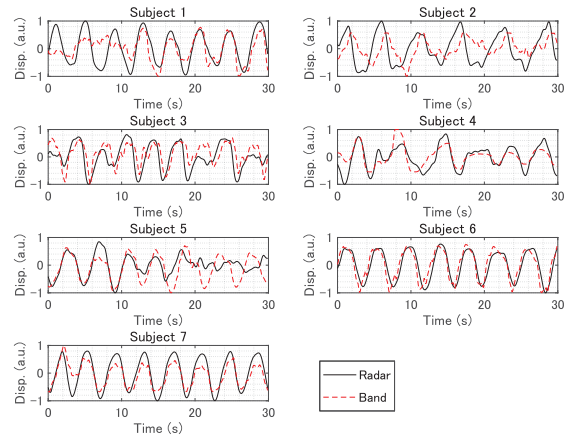 Subject 1
Disp. (a.u.)
1
0
−1
0 10 20 30
Time (s)
Subject 2
Disp. (a.u.)
1
0
−1
0 10 20 30
Time (s)
Subject 3
Disp. (a.u.)
1
0
−1
0 10 20 30
Time (s)
Subject 4
Disp. (a.u.)
1
0
−1
0 10 20 30
Time (s)
Subject 5
Disp. (a.u.)
1
0
−1
0 10 20 30
Time (s)
Subject 6
Disp. (a.u.)
1
0
−1
0 10 20 30
Time (s)
Subject 7
Disp. (a.u.)
1
0
−1
0 10 20 30
Time (s)
Radar
Band